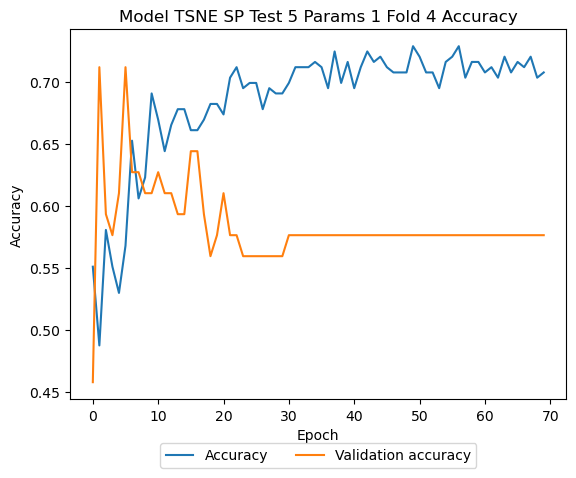 Model TSNE SP Test 5 Params 1 Fold 4 Accuracy
Accuracy
0.70
0.65
0.60
0.55
0.50
0.45
0 10 20 30 40 50 60 70
Epoch
Accuracy Validation accuracy